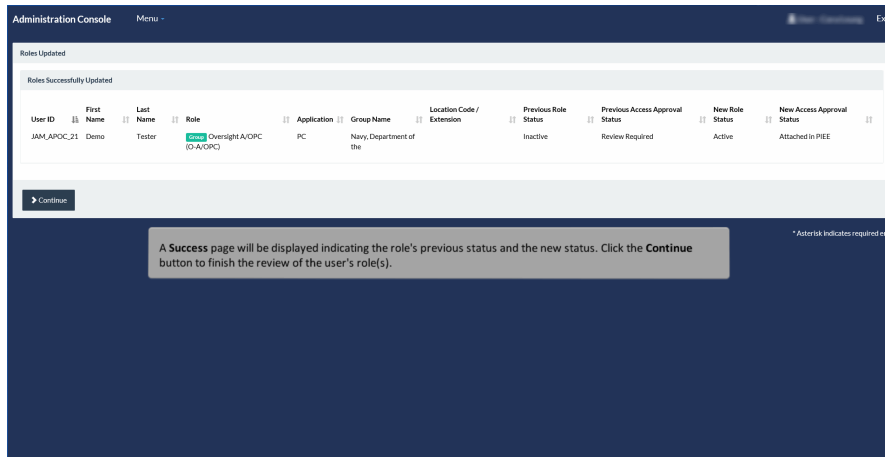 Administration Console Menu
Ex
Roles Updated
Roles Successfully Updated
User ID First Name Last Name Role Application Group Name Location Code / Extension Previous Role Status Previous Access Approval Status New Role Status New Access Approval Status
JAM_APOC_21 Demo Tester Group Oversight A/OPC (O-A/OPC) PC Navy, Department of the Inactive Review Required Active Attached in PIEE
Continue
* Asterisk indicates required e
A Success page will be displayed indicating the role's previous status and the new status. Click the Continue
button to finish the review of the user's role(s).